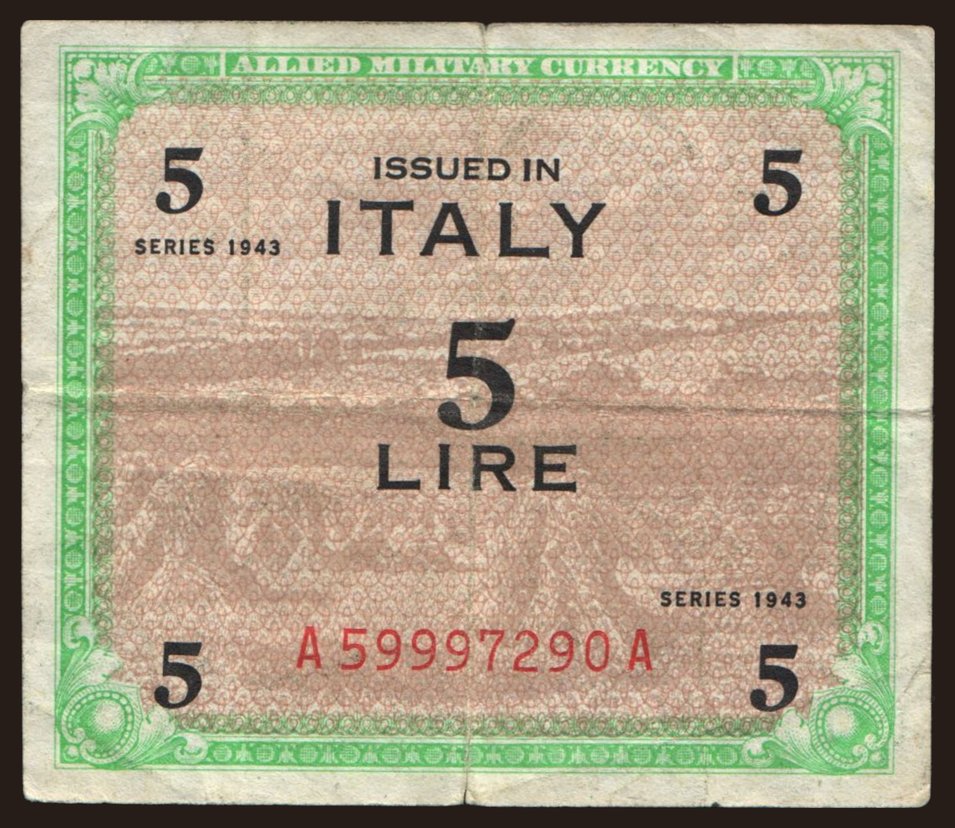 ALLIED MILITARY CURRENCY
5 5
ISSUED IN
ITALY
SERIES 1943
5
LIRE
SERIES 1943
A59997290A
5 5